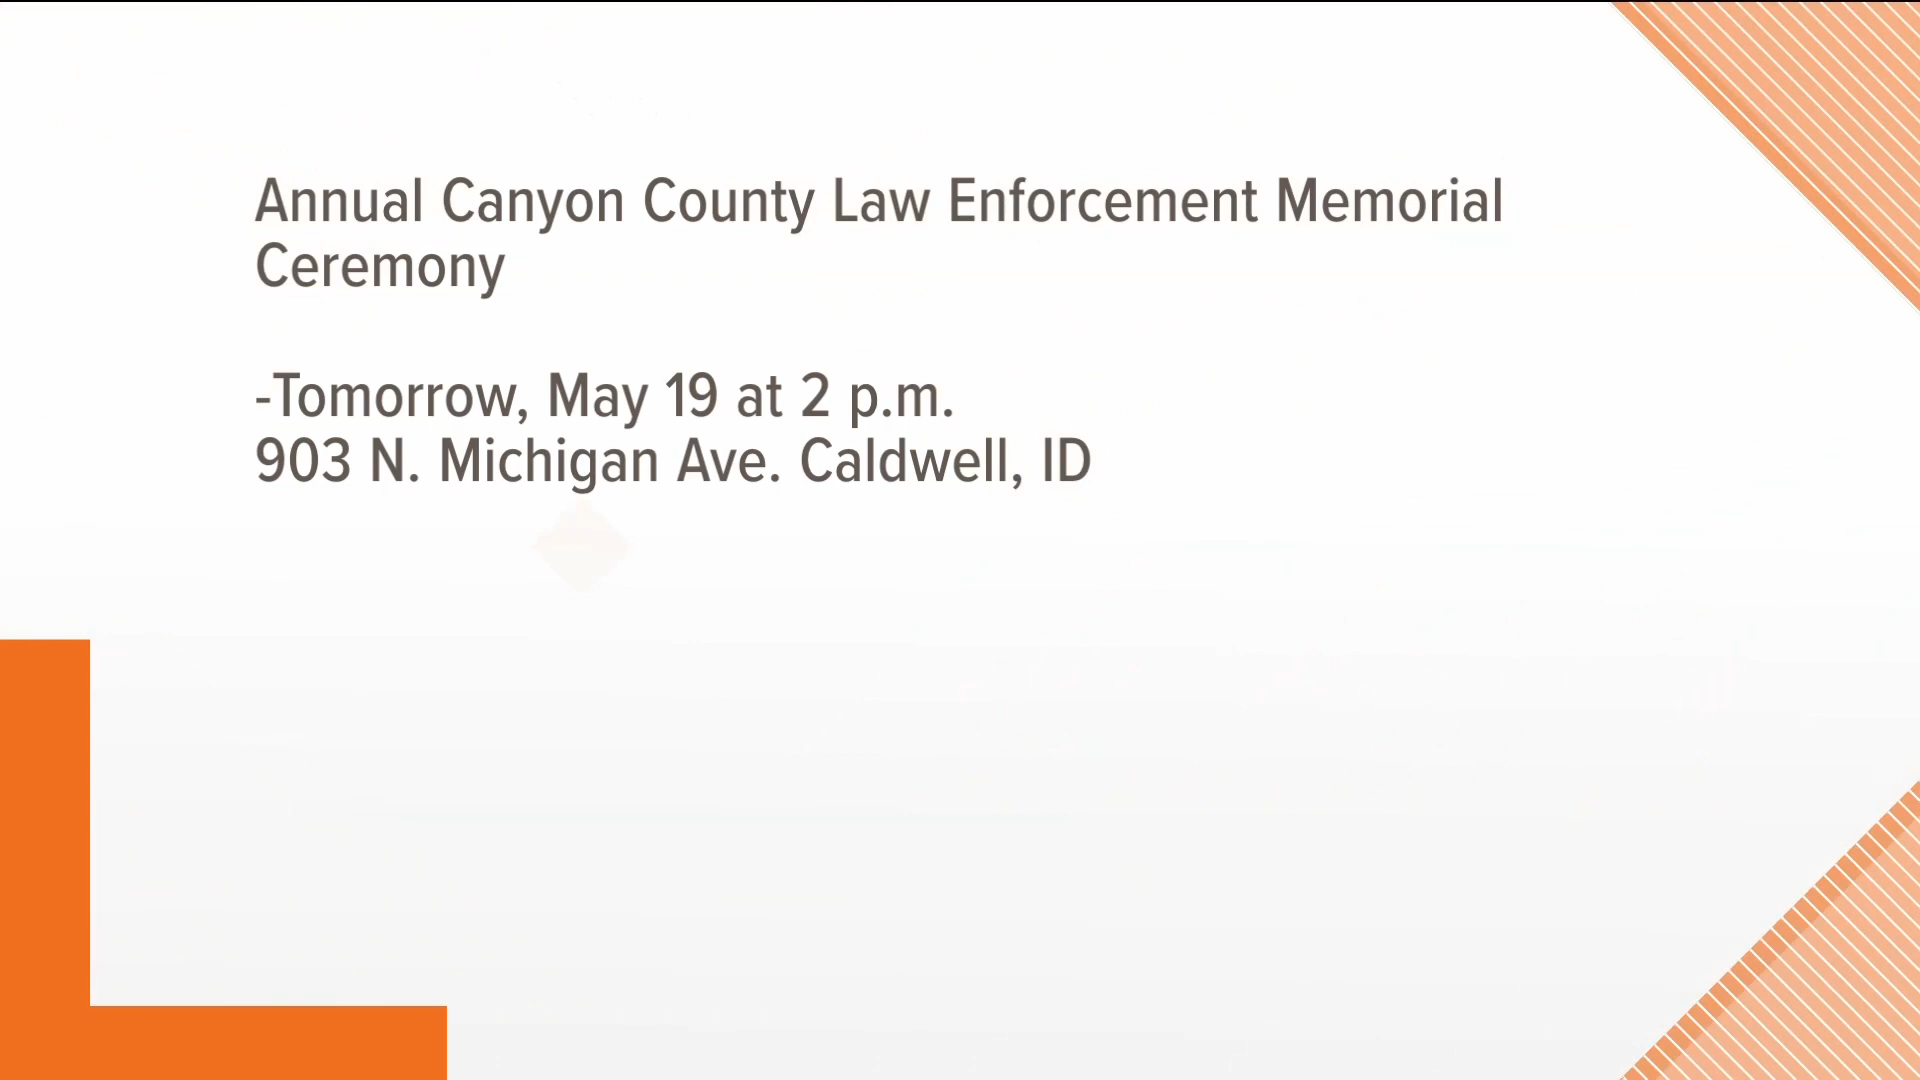 Annual Canyon County Law Enforcement Memorial
Ceremony
-Tomorrow, May 19 at 2 p.m.
903 N. Michigan Ave. Caldwell, ID